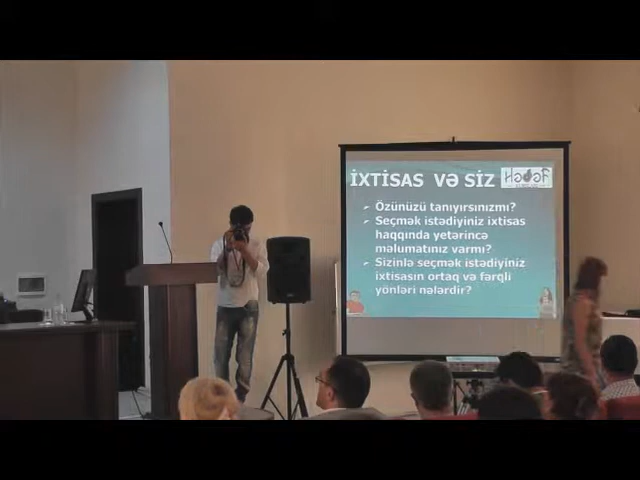 İXTİSAS VƏ SİZ
Hədəf
Özünüzü tanıyırsınızmı?
Seçmək istədiyiniz ixtisas
haqqında yetərincə
məlumatınız varmı?
Sizinlə seçmək istədiyiniz
ixtisasın ortaq və fərqli
yönləri nələrdir?